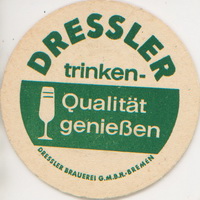 DRESSLER
trinken-
Qualität
genießen
DRESSLER BRAUEREI G.M.B.H.-BREMEN